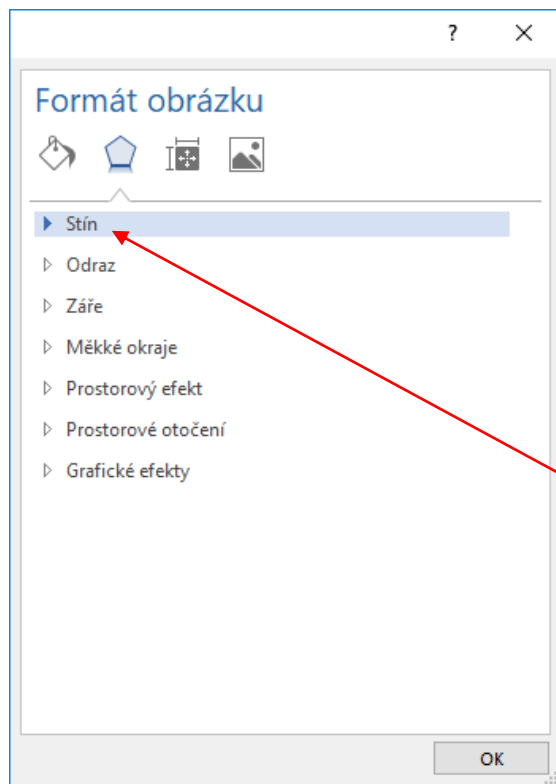 ?
Formát obrázku
Stín
Odraz
Záře
Měkké okraje
Prostorový efekt
Prostorové otočení
Grafické efekty
OK